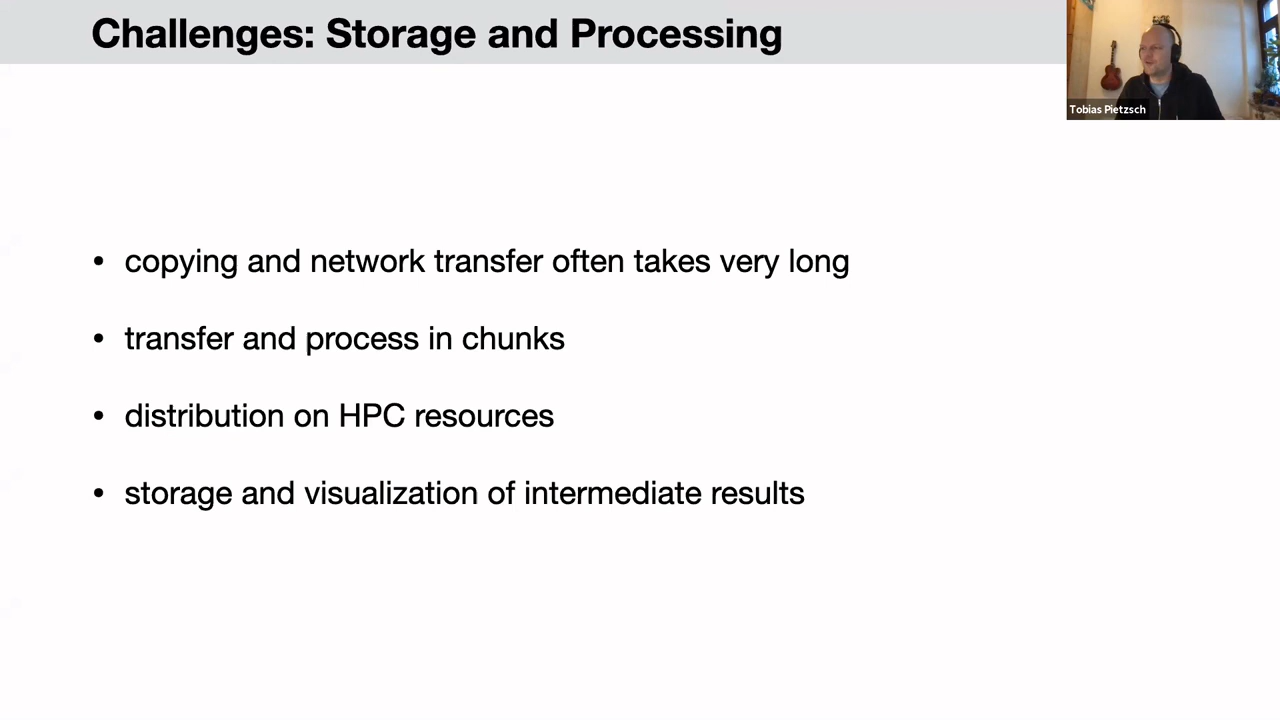 Challenges: Storage and Processing
Tobias Pietzsch
• copying and network transfer often takes very long
• transfer and process in chunks
• distribution on HPC resources
• storage and visualization of intermediate results